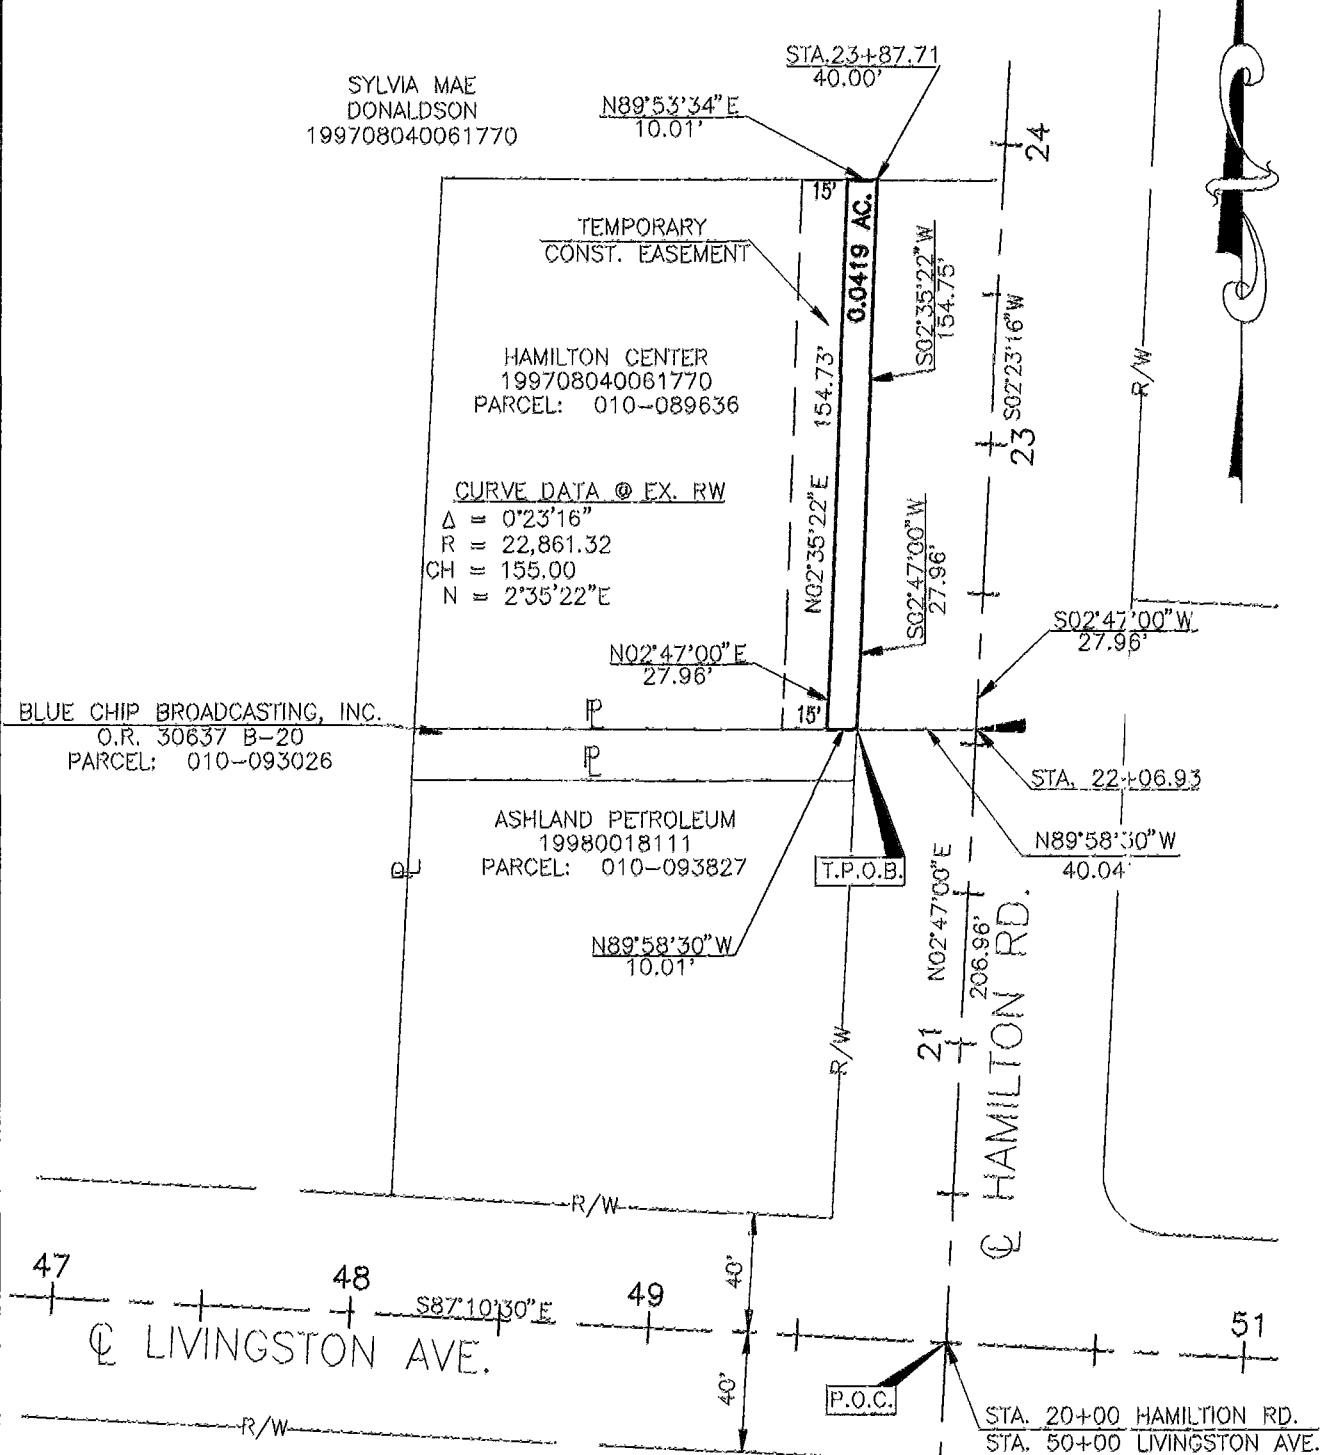 STA.23+87.71
40.00'
SYLVIA MAE
DONALDSON
199708040061770
N89°53'34"E
10.01'
24
15'
TEMPORARY
CONST. EASEMENT
0.0419 AC.
S02°35'22"W
154.75'
S02°23'16"W
R/W
HAMILTON CENTER
199708040061770
PARCEL: 010-089636
154.73'
N02°35'22"E
23
CURVE DATA @ EX. RW
Δ = 0°23'16"
R = 22,861.32
CH = 155.00
N = 2°35'22"E
S02°47'00"W
27.96'
S02°47'00"W
27.96'
N02°47'00"E
27.96'
15'
BLUE CHIP BROADCASTING, INC.
O.R. 30637 B-20
PARCEL: 010-093026
PL
PL
STA. 22+06.93
ASHLAND PETROLEUM
19980018111
PARCEL: 010-093827
PL
T.P.O.B.
N89°58'30"W
40.04'
N89°58'30"W
10.01'
N02°47'00"E
206.96'
21
R/W
CL HAMILTON RD.
R/W
40'
47
48
S87°10'30"E
49
51
CL LIVINGSTON AVE.
40'
P.O.C.
R/W
STA. 20+00 HAMILTION RD.
STA. 50+00 LIVINGSTON AVE.